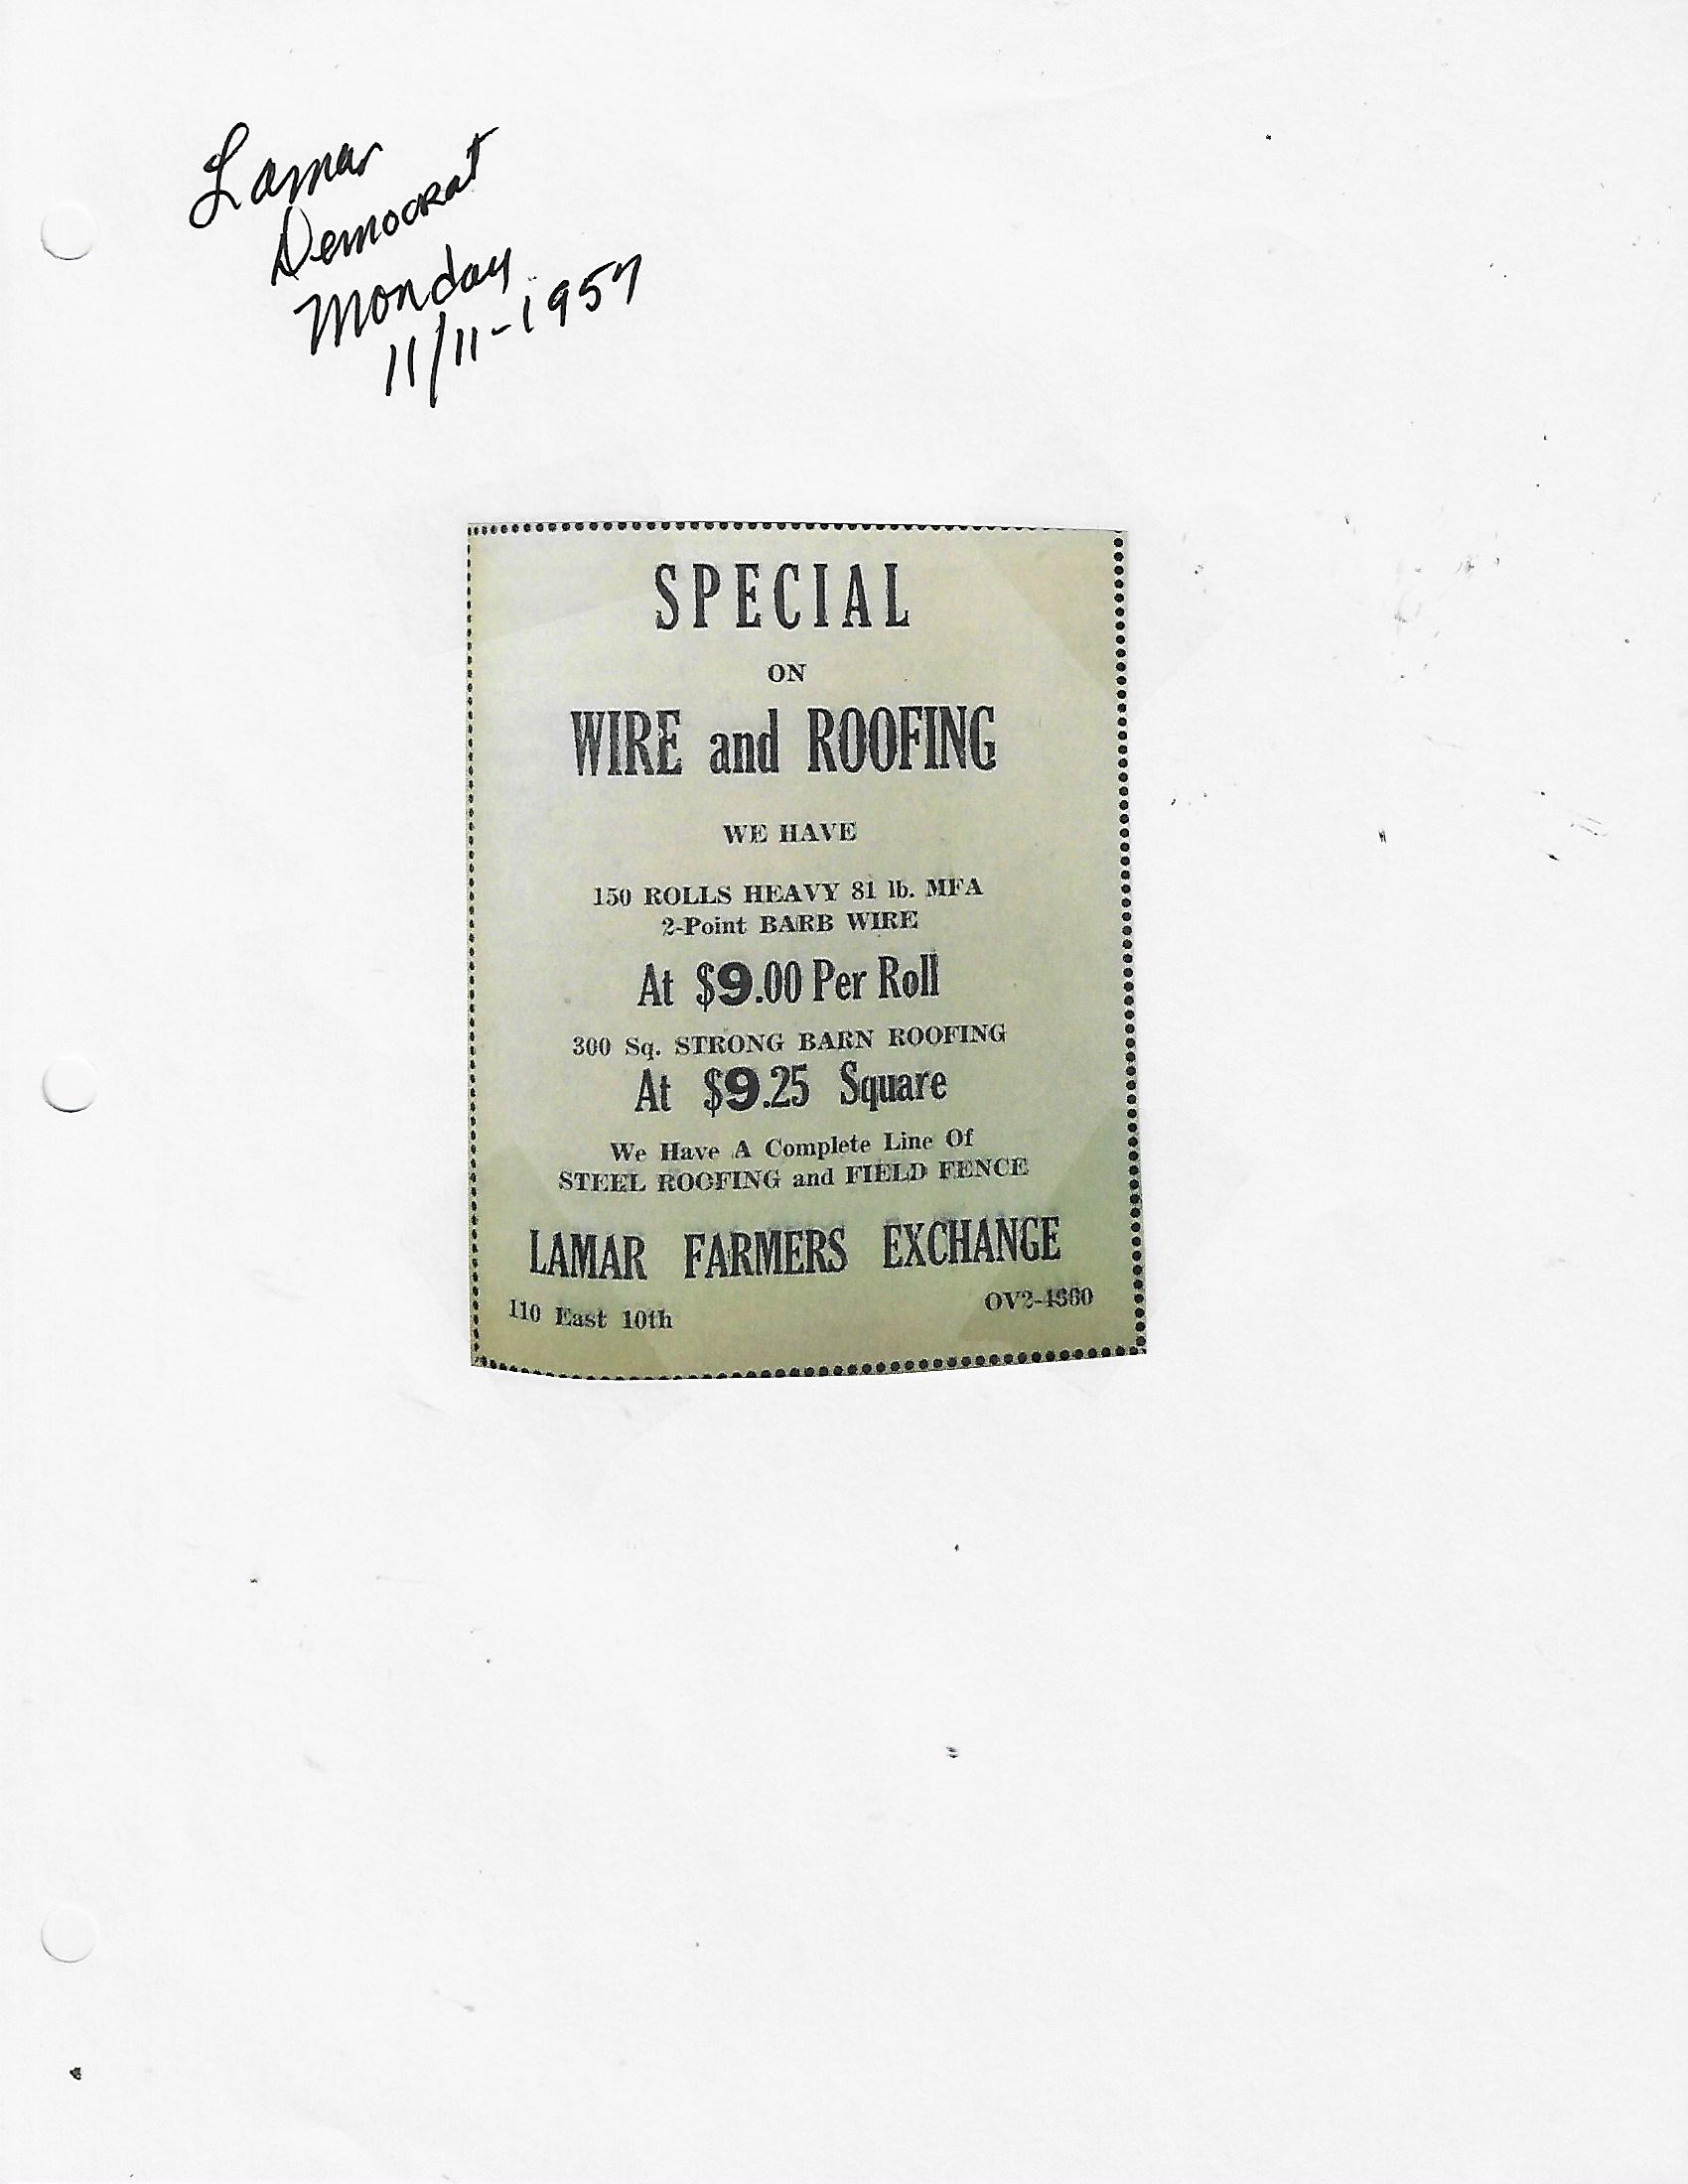 Lamar
Democrat
Monday
11/11-1957
SPECIAL
ON
WIRE and ROOFING
WE HAVE
150 ROLLS HEAVY 81 lb. MFA
2-Point BARB WIRE
At $9.00 Per Roll
300 Sq. STRONG BARN ROOFING
At $9.25 Square
We Have A Complete Line Of
STEEL ROOFING and FIELD FENCE
LAMAR FARMERS EXCHANGE
110 East 10th